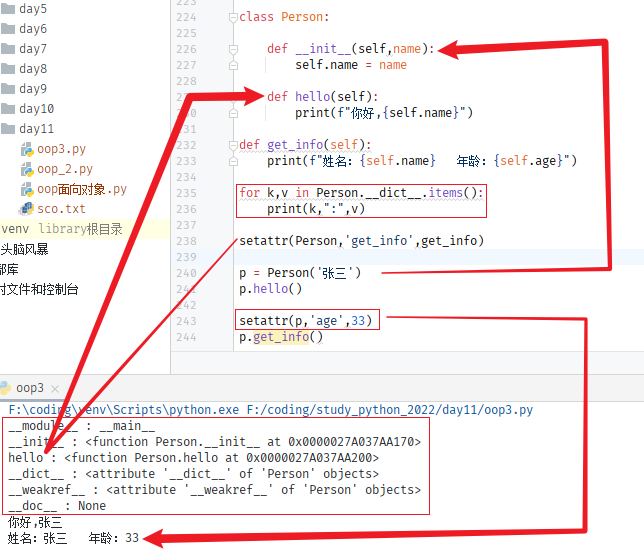 day5
day6
day7
day8
day9
day10
day11
oop3.py
oop_2.py
oop面向对象.py
sco.txt
venv library根目录
头脑风暴
部库
时文件和控制台
223
224 class Person:
225
226 def __init__(self,name):
227 self.name = name
228
def hello(self):
print(f"你好,{self.name}")
231
232 def get_info(self):
233 print(f"姓名：{self.name} 年龄：{self.age}")
234
235 for k,v in Person.__dict__.items():
236 print(k,":",v)
237
238 setattr(Person,'get_info',get_info)
239
240 p = Person('张三')
241 p.hello()
242
243 setattr(p,'age',33)
244 p.get_info()
oop3 ×
F:\coding\venv\Scripts\python.exe F:/coding/study_python_2022/day11/oop3.py
__module__ : __main__
__init__ : <function Person.__init__ at 0x0000027A037AA170>
hello : <function Person.hello at 0x0000027A037AA200>
__dict__ : <attribute '__dict__' of 'Person' objects>
__weakref__ : <attribute '__weakref__' of 'Person' objects>
__doc__ : None
你好,张三
姓名：张三 年龄：33